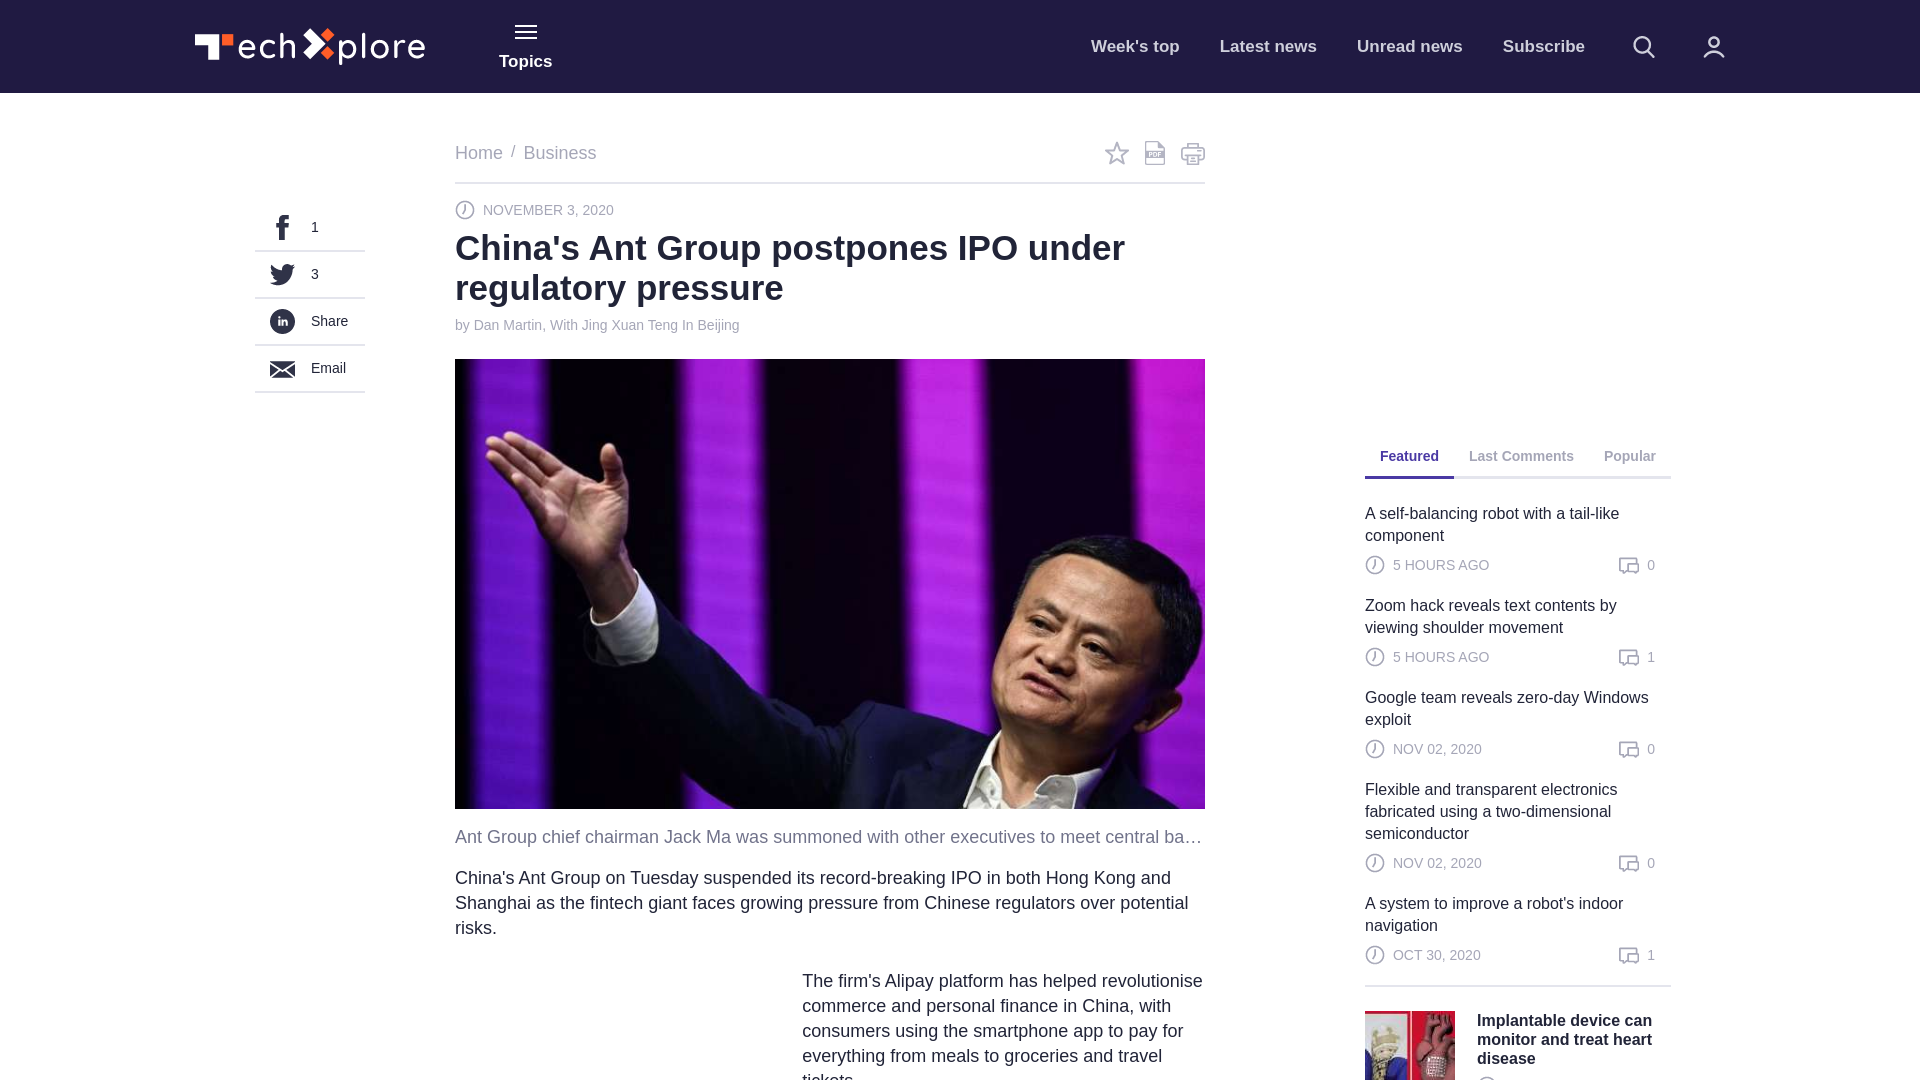 Tech Xplore
Topics
Week's top
Latest news
Unread news
Subscribe
Home / Business
PDF
NOVEMBER 3, 2020
China's Ant Group postpones IPO under
regulatory pressure
by Dan Martin, With Jing Xuan Teng In Beijing
1
3
in Share
Email
Ant Group chief chairman Jack Ma was summoned with other executives to meet central ba…
China's Ant Group on Tuesday suspended its record-breaking IPO in both Hong Kong and
Shanghai as the fintech giant faces growing pressure from Chinese regulators over potential
risks.
The firm's Alipay platform has helped revolutionise
commerce and personal finance in China, with
consumers using the smartphone app to pay for
everything from meals to groceries and travel
tickets.
Featured
Last Comments
Popular
A self-balancing robot with a tail-like
component
5 HOURS AGO
0
Zoom hack reveals text contents by
viewing shoulder movement
5 HOURS AGO
1
Google team reveals zero-day Windows
exploit
NOV 02, 2020
0
Flexible and transparent electronics
fabricated using a two-dimensional
semiconductor
NOV 02, 2020
0
A system to improve a robot's indoor
navigation
OCT 30, 2020
1
Implantable device can
monitor and treat heart
disease